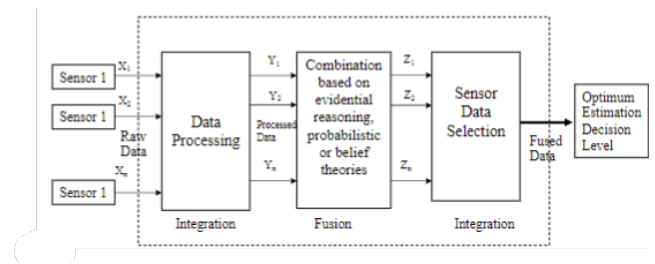 Sensor 1
X1
Sensor 1
X2
Sensor 1
Xn
Raw
Data
Data
Processing
Integration
Y1
Y2
Processed
Data
Yn
Combination
based on
evidential
reasoning,
probabilistic
or belief
theories
Fusion
Z1
Z2
Zn
Sensor
Data
Selection
Integration
Fused
Data
Optimum
Estimation
Decision
Level